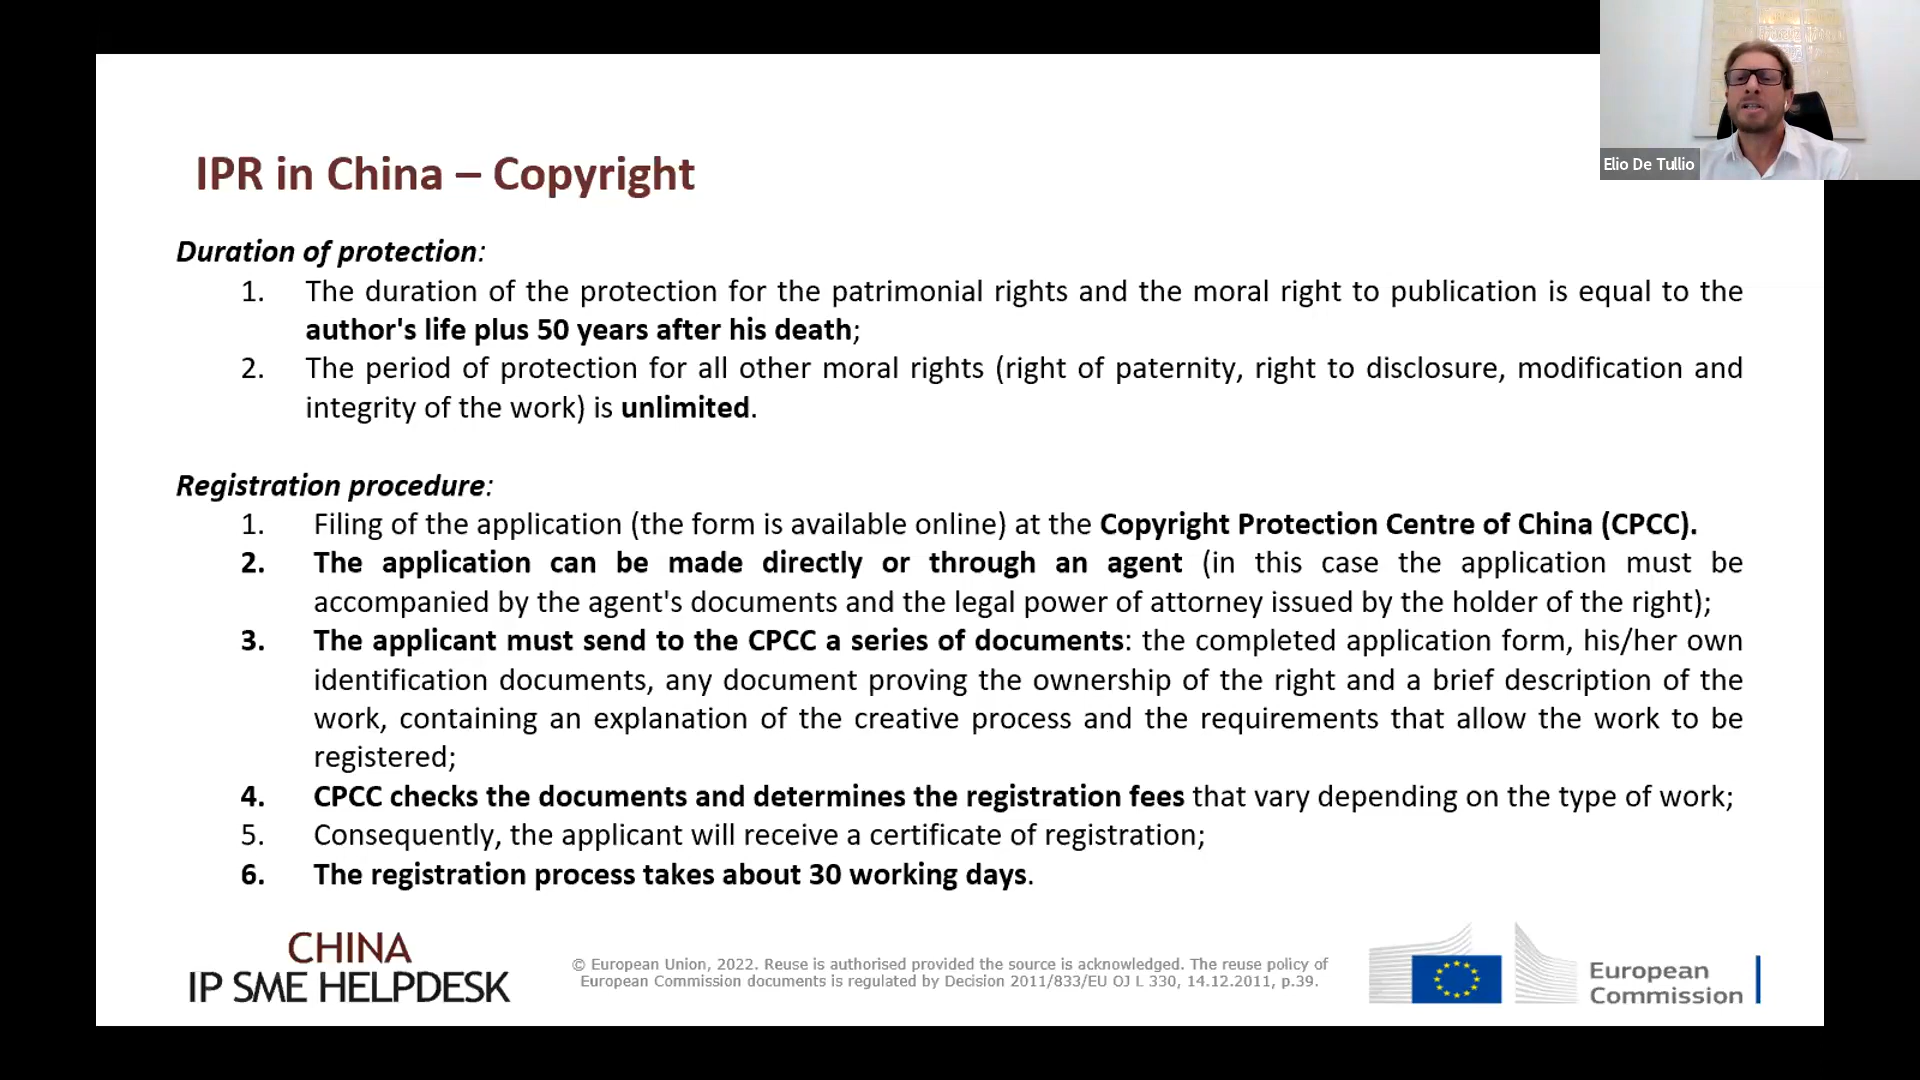 Elio De Tullio
IPR in China – Copyright
Duration of protection:
1. The duration of the protection for the patrimonial rights and the moral right to publication is equal to the
author's life plus 50 years after his death;
2. The period of protection for all other moral rights (right of paternity, right to disclosure, modification and
integrity of the work) is unlimited.
Registration procedure:
1. Filing of the application (the form is available online) at the Copyright Protection Centre of China (CPCC).
2. The application can be made directly or through an agent (in this case the application must be
accompanied by the agent's documents and the legal power of attorney issued by the holder of the right);
3. The applicant must send to the CPCC a series of documents: the completed application form, his/her own
identification documents, any document proving the ownership of the right and a brief description of the
work, containing an explanation of the creative process and the requirements that allow the work to be
registered;
4. CPCC checks the documents and determines the registration fees that vary depending on the type of work;
5. Consequently, the applicant will receive a certificate of registration;
6. The registration process takes about 30 working days.
CHINA
IP SME HELPDESK
© European Union, 2022. Reuse is authorised provided the source is acknowledged. The reuse policy of
European Commission documents is regulated by Decision 2011/833/EU OJ L 330, 14.12.2011, p.39.
European
Commission